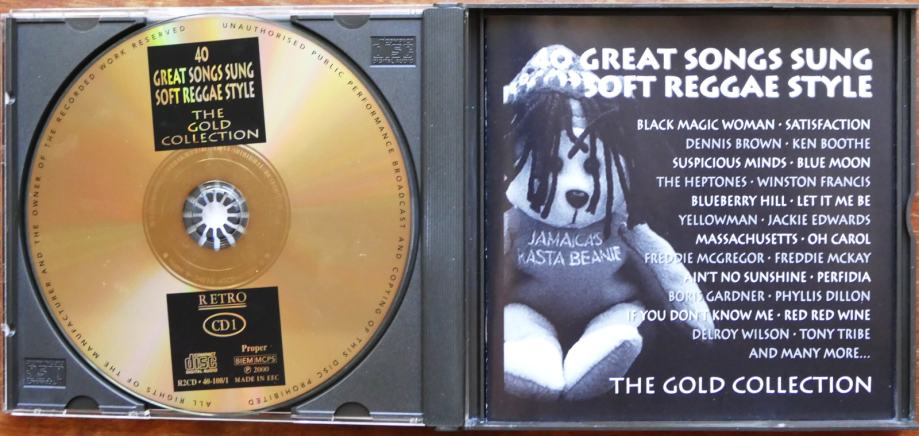 ALL RIGHTS OF THE MANUFACTURER AND THE OWNER OF THE RECORDED WORK RESERVED
UNAUTHORISED PUBLIC PERFORMANCE BROADCAST AND COPYING OF THIS DISC PROHIBITED
40
GREAT SONGS SUNG
SOFT REGGAE STYLE
THE
GOLD
COLLECTION
RETRO
CD1
COMPACT
disc
DIGITAL AUDIO
Proper
BIEM MCPS
℗ 2000
R2CD • 40-108/1
MADE IN EEC
40 GREAT SONGS SUNG
SOFT REGGAE STYLE
BLACK MAGIC WOMAN • SATISFACTION
DENNIS BROWN • KEN BOOTHE
SUSPICIOUS MINDS • BLUE MOON
THE HEPTONES • WINSTON FRANCIS
BLUEBERRY HILL • LET IT ME BE
YELLOWMAN • JACKIE EDWARDS
MASSACHUSETTS • OH CAROL
FREDDIE MCGREGOR • FREDDIE MCKAY
AIN'T NO SUNSHINE • PERFIDIA
BORIS GARDNER • PHYLLIS DILLON
IF YOU DON'T KNOW ME • RED RED WINE
DELROY WILSON • TONY TRIBE
AND MANY MORE...
THE GOLD COLLECTION
JAMAICA'S
RASTA BEANIE